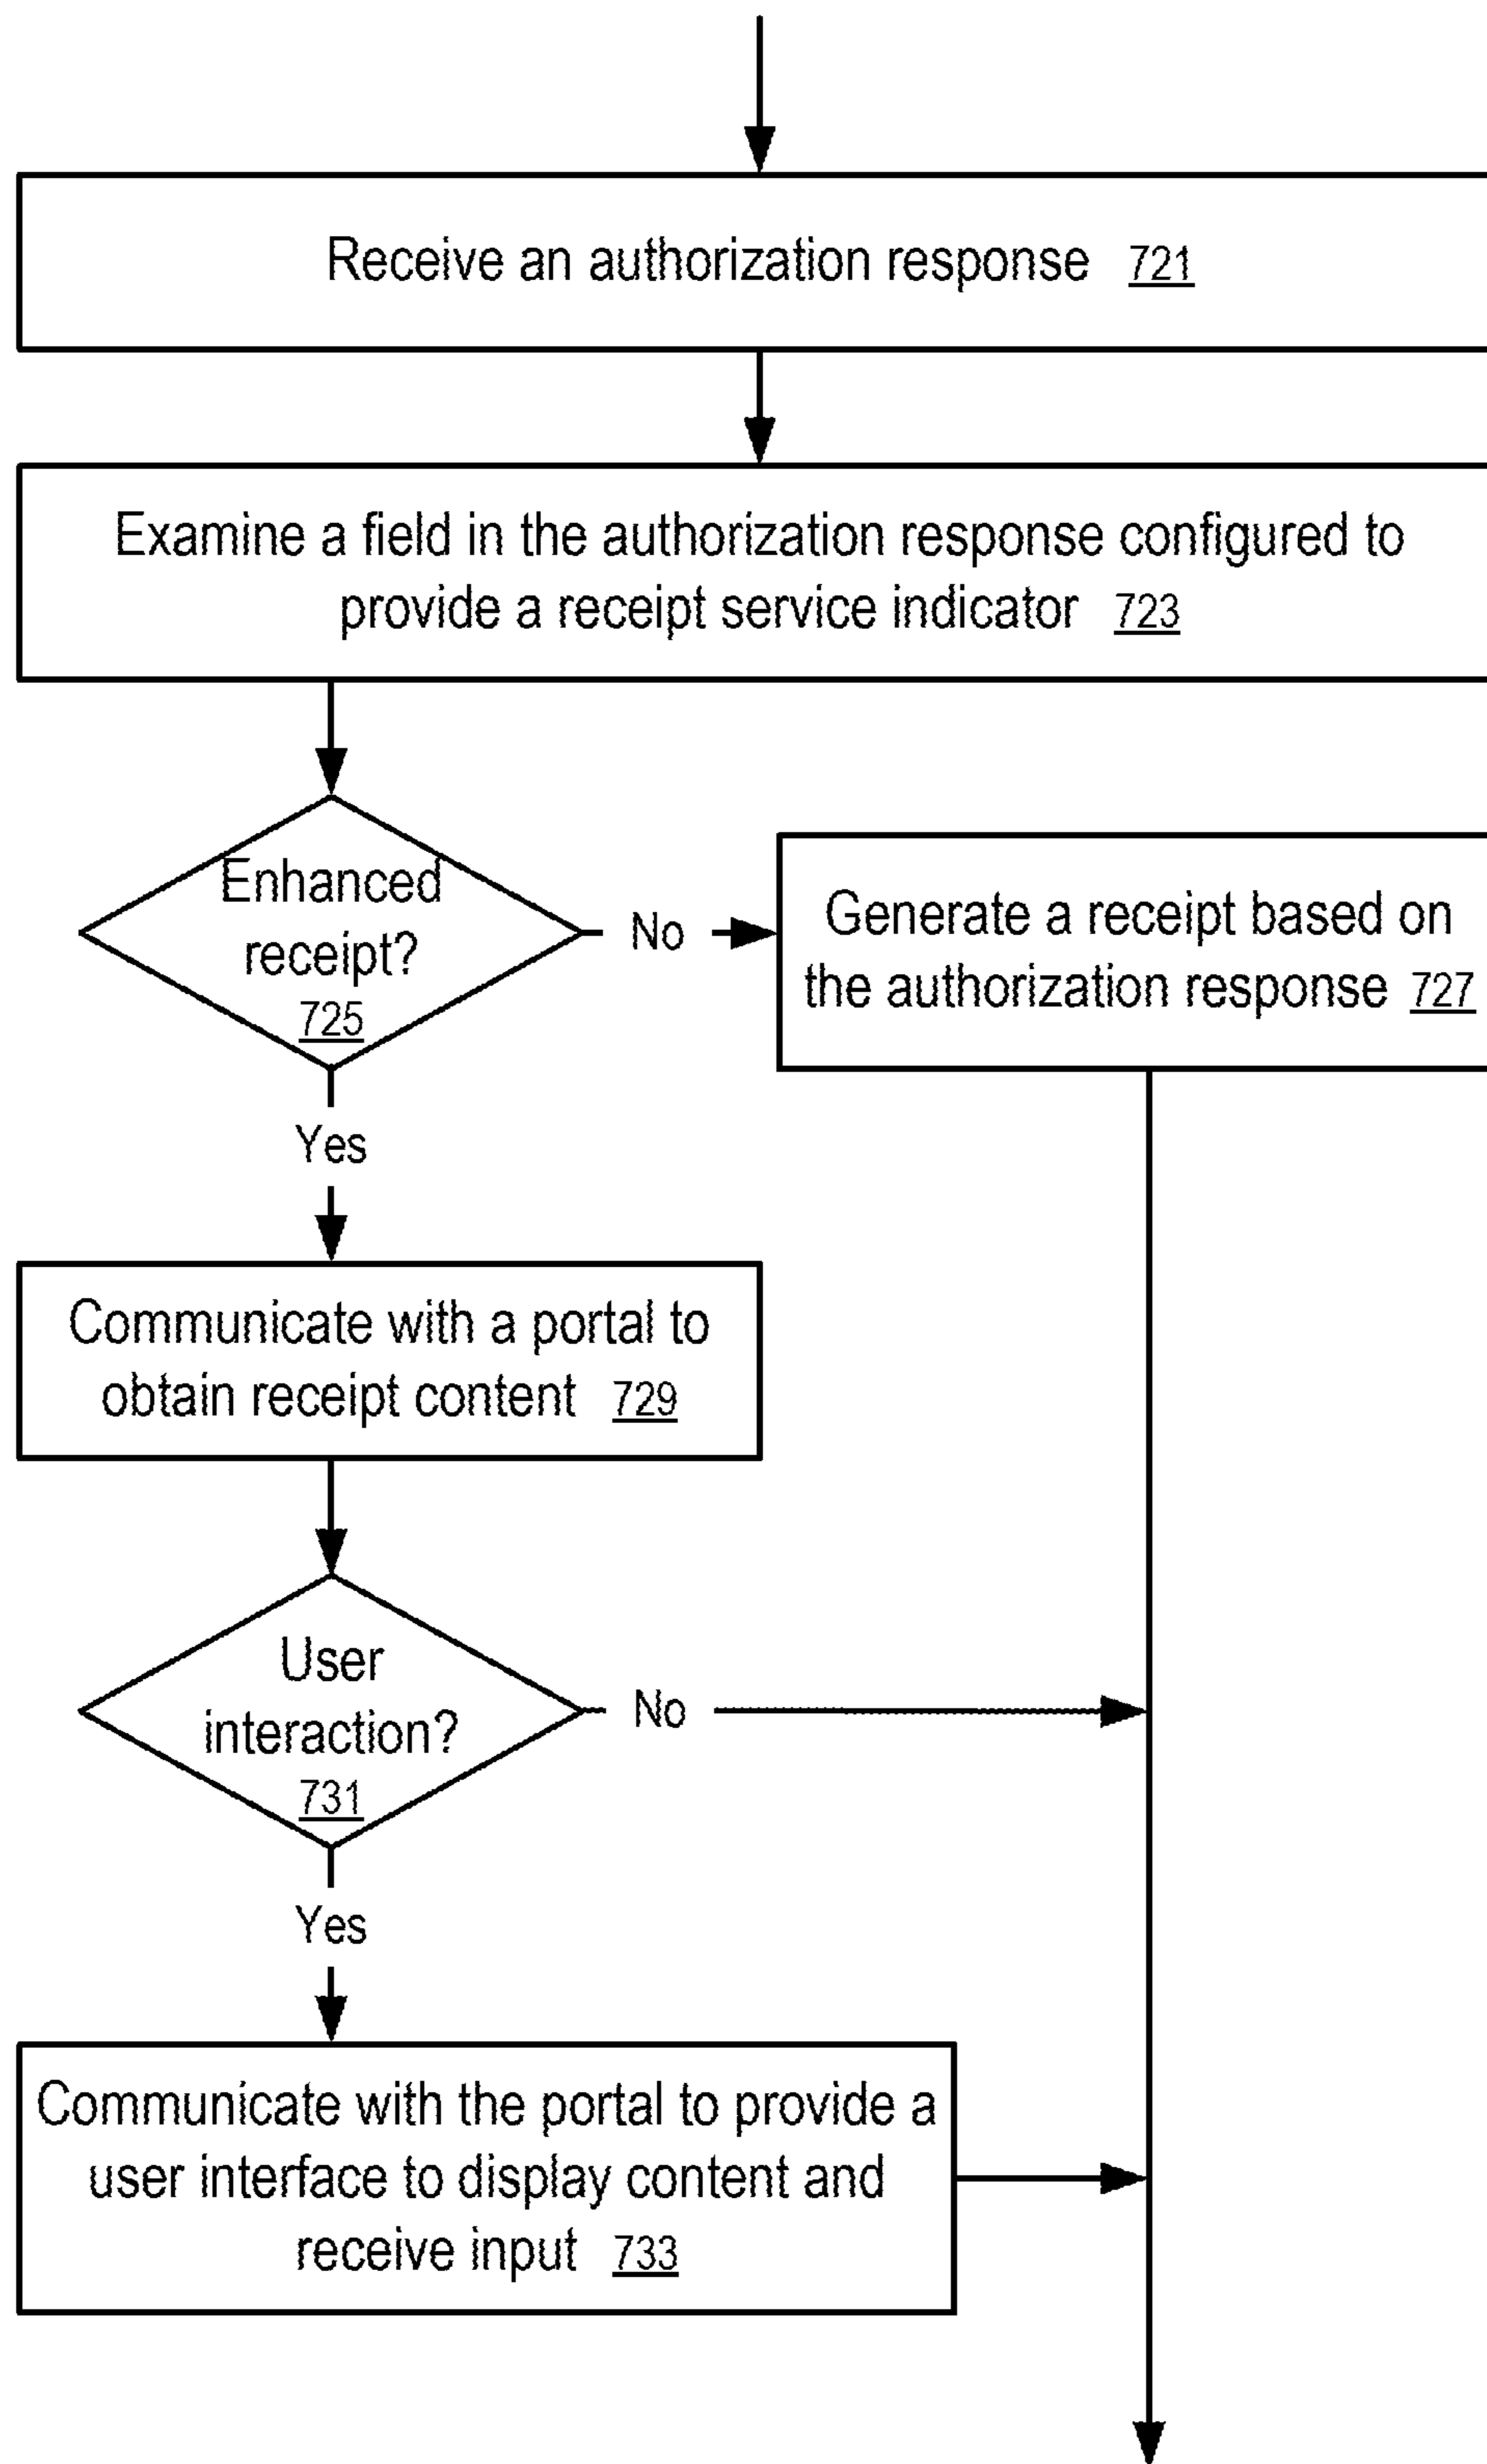 Receive an authorization response 721
Examine a field in the authorization response configured to
provide a receipt service indicator 723
Enhanced
receipt?
725
No
Generate a receipt based on
the authorization response 727
Yes
Communicate with a portal to
obtain receipt content 729
User
interaction?
731
No
Yes
Communicate with the portal to provide a
user interface to display content and
receive input 733